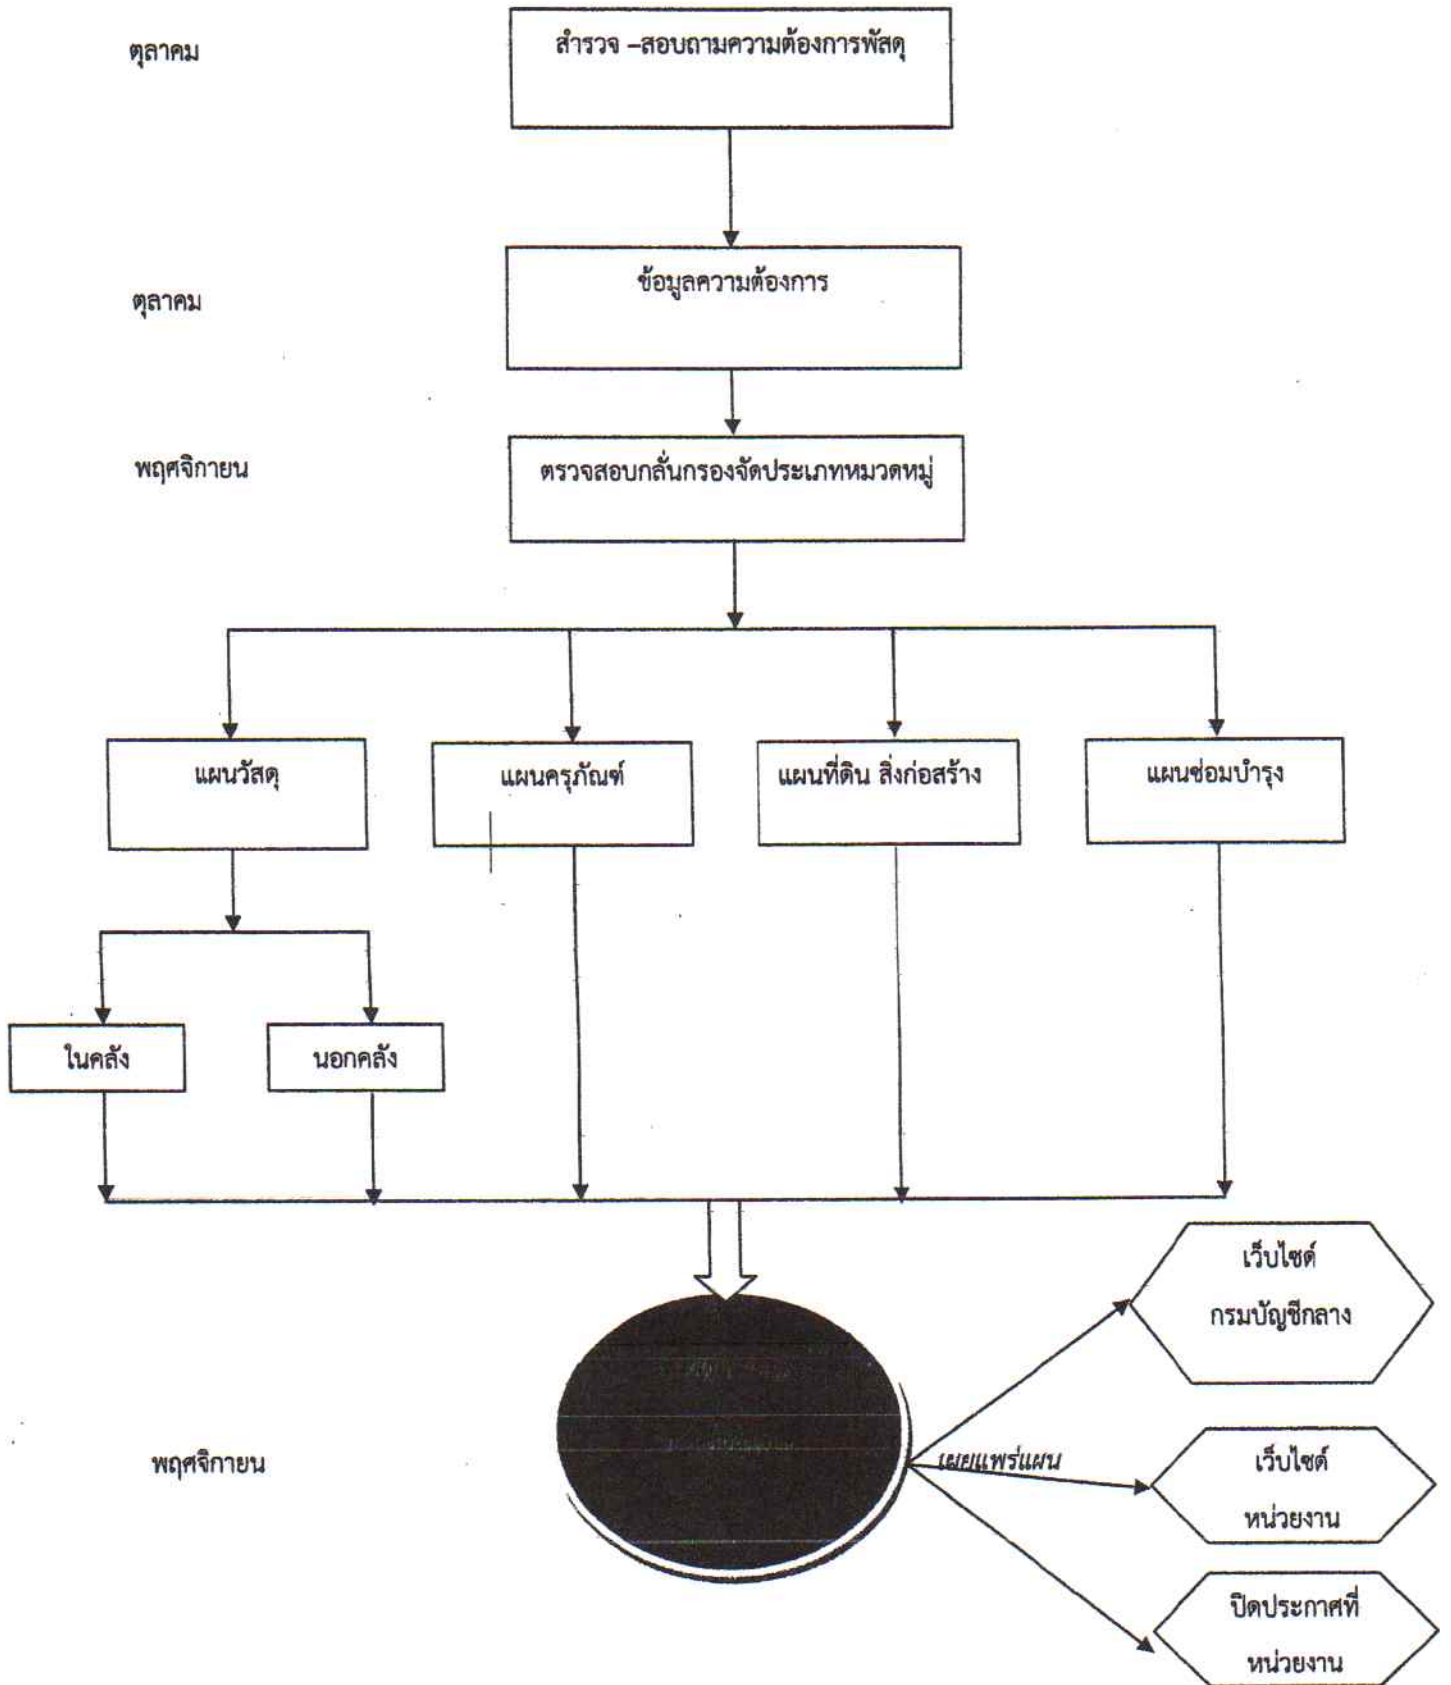 ตุลาคม
สำรวจ –สอบถามความต้องการพัสดุ
ตุลาคม
ข้อมูลความต้องการ
พฤศจิกายน
ตรวจสอบกลั่นกรองจัดประเภทหมวดหมู่
แผนวัสดุ
แผนครุภัณฑ์
แผนที่ดิน สิ่งก่อสร้าง
แผนซ่อมบำรุง
ในคลัง
นอกคลัง
เว็บไซต์
กรมบัญชีกลาง
พฤศจิกายน
เผยแพร่แผน
เว็บไซต์
หน่วยงาน
ปิดประกาศที่
หน่วยงาน